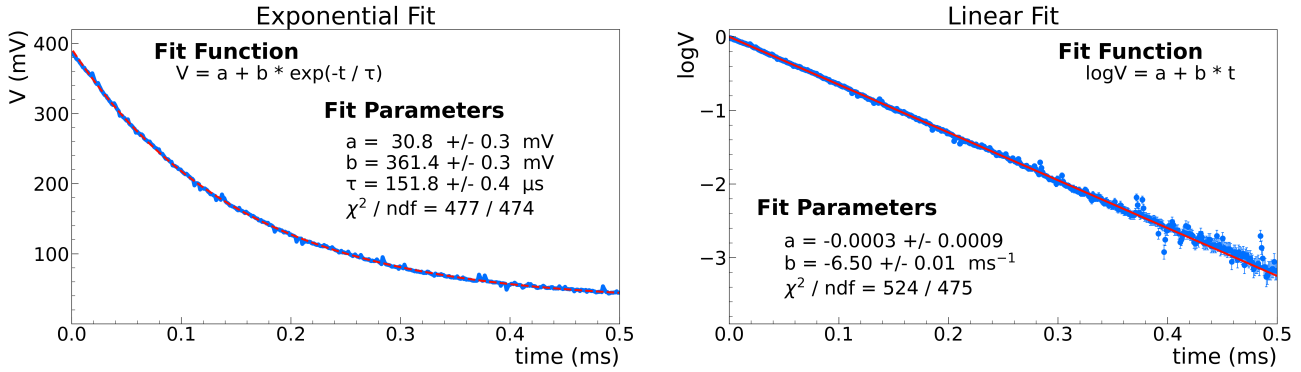 Exponential Fit
V (mV)
400
300
200
100
Fit Function
V = a + b * exp(-t / τ)
Fit Parameters
a = 30.8 +/- 0.3 mV
b = 361.4 +/- 0.3 mV
τ = 151.8 +/- 0.4 μs
χ² / ndf = 477 / 474
0.0 0.1 0.2 0.3 0.4 0.5
time (ms)
Linear Fit
logV
0
−1
−2
−3
Fit Function
logV = a + b * t
Fit Parameters
a = -0.0003 +/- 0.0009
b = -6.50 +/- 0.01 ms⁻¹
χ² / ndf = 524 / 475
0.0 0.1 0.2 0.3 0.4 0.5
time (ms)